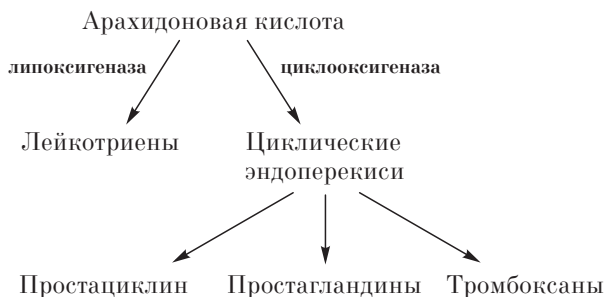 Арахидоновая кислота
липоксигеназа циклооксигеназа
Лейкотриены Циклические
эндоперекиси
Простациклин Простагландины Тромбоксаны